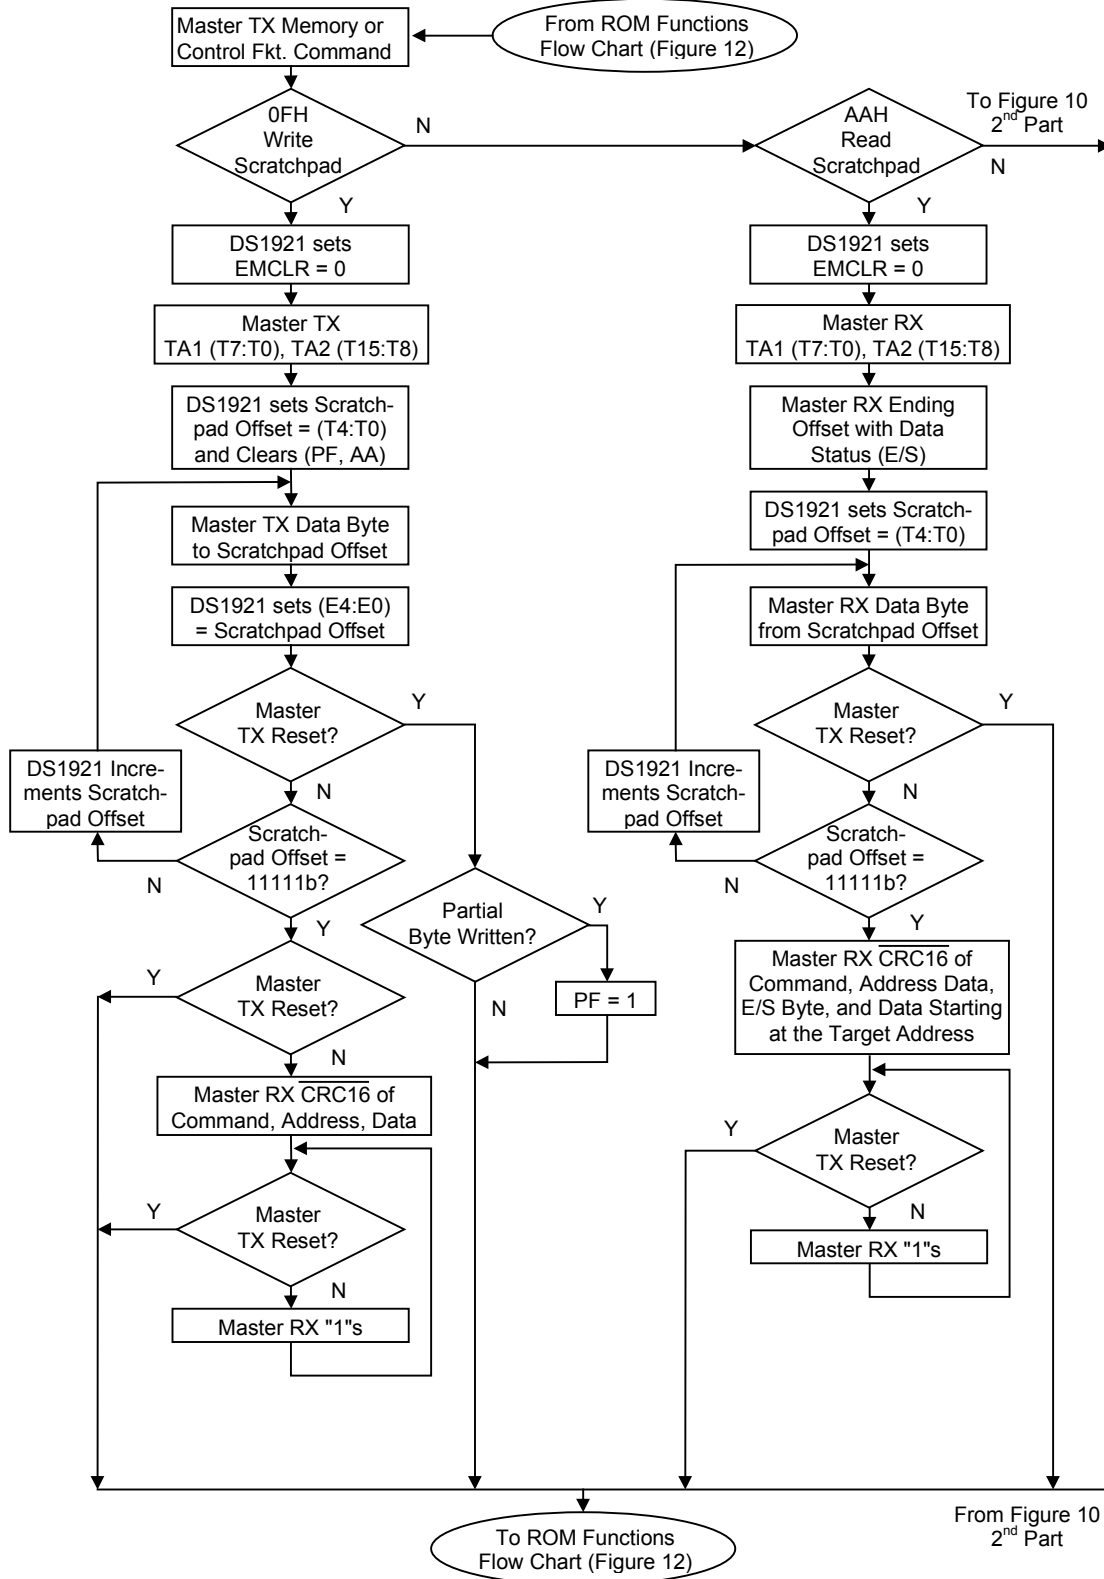 Master TX Memory or
Control Fkt. Command
From ROM Functions
Flow Chart (Figure 12)
0FH
Write
Scratchpad
N
Y
AAH
Read
Scratchpad
To Figure 10
2nd Part
N
Y
DS1921 sets
EMCLR = 0
Master TX
TA1 (T7:T0), TA2 (T15:T8)
DS1921 sets Scratch-
pad Offset = (T4:T0)
and Clears (PF, AA)
Master TX Data Byte
to Scratchpad Offset
DS1921 sets (E4:E0)
= Scratchpad Offset
Master
TX Reset?
Y
N
DS1921 Incre-
ments Scratch-
pad Offset
Scratch-
pad Offset =
11111b?
N
Y
Partial
Byte Written?
Y
N
PF = 1
Master
TX Reset?
Y
N
Master RX CRC16 of
Command, Address, Data
Master
TX Reset?
Y
N
Master RX "1"s
DS1921 sets
EMCLR = 0
Master RX
TA1 (T7:T0), TA2 (T15:T8)
Master RX Ending
Offset with Data
Status (E/S)
DS1921 sets Scratch-
pad Offset = (T4:T0)
Master RX Data Byte
from Scratchpad Offset
Master
TX Reset?
Y
N
DS1921 Incre-
ments Scratch-
pad Offset
Scratch-
pad Offset =
11111b?
N
Y
Master RX CRC16 of
Command, Address Data,
E/S Byte, and Data Starting
at the Target Address
Master
TX Reset?
Y
N
Master RX "1"s
From Figure 10
2nd Part
To ROM Functions
Flow Chart (Figure 12)